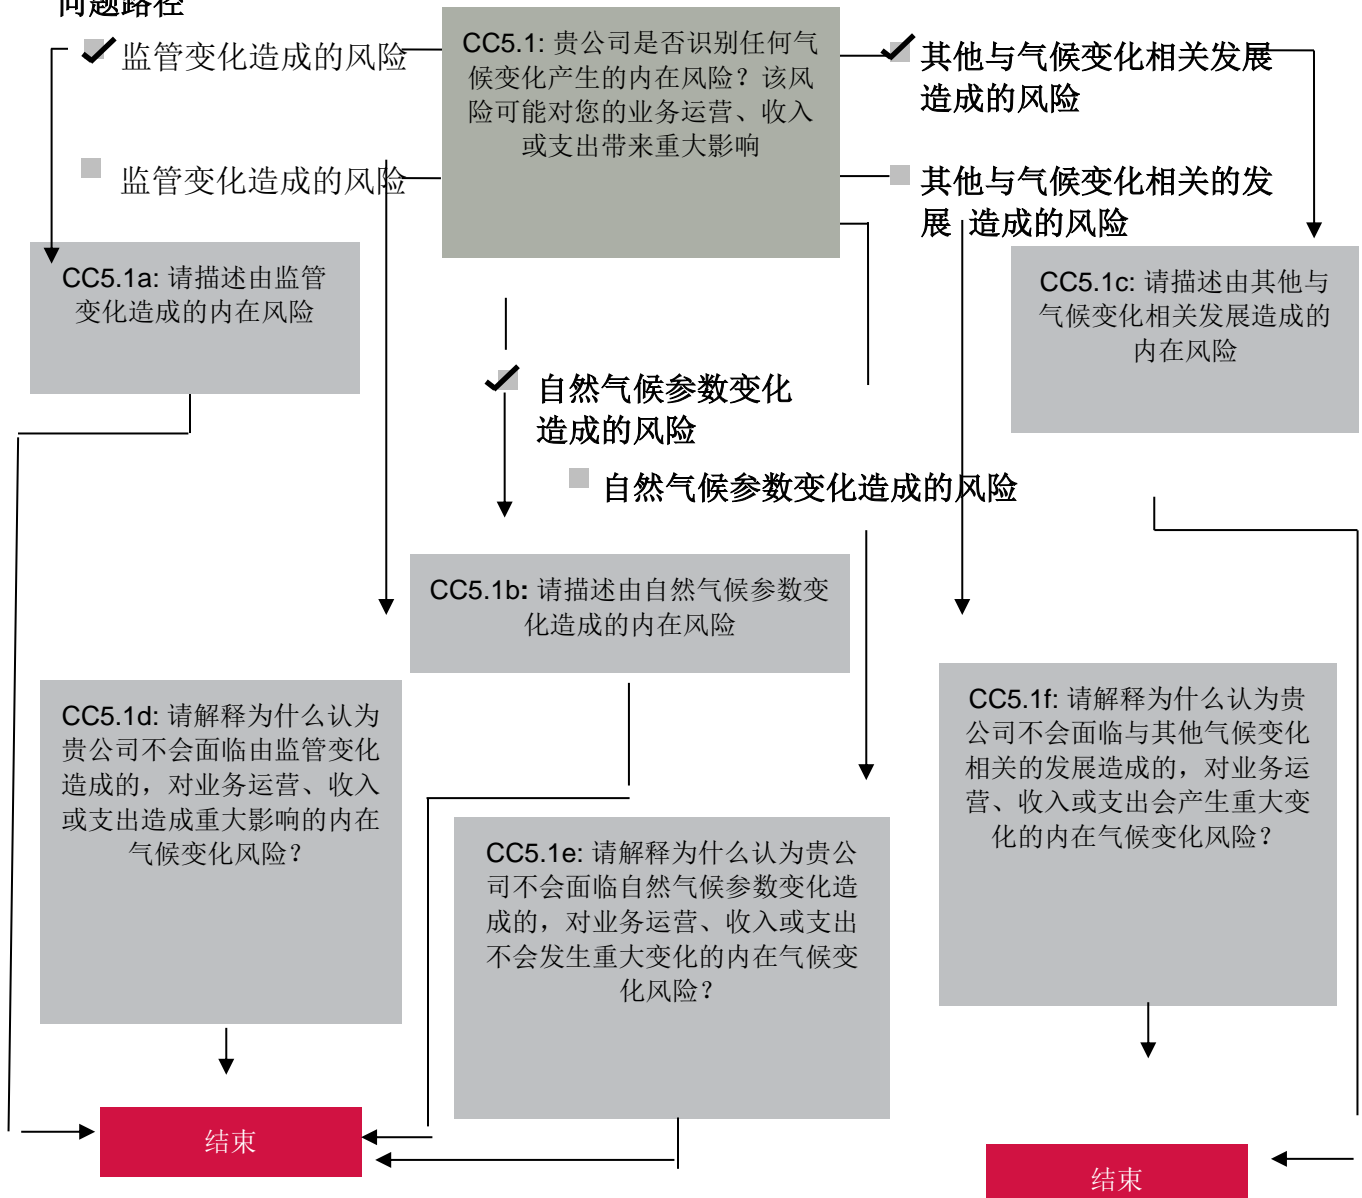 问题路径
监管变化造成的风险
CC5.1: 贵公司是否识别任何气
候变化产生的内在风险？该风
险可能对您的业务运营、收入
或支出带来重大影响
其他与气候变化相关发展
造成的风险
监管变化造成的风险
其他与气候变化相关的发
展 造成的风险
CC5.1a: 请描述由监管
变化造成的内在风险
CC5.1c: 请描述由其他与
气候变化相关发展造成的
内在风险
自然气候参数变化
造成的风险
自然气候参数变化造成的风险
CC5.1b: 请描述由自然气候参数变
化造成的内在风险
CC5.1d: 请解释为什么认为
贵公司不会面临由监管变化
造成的，对业务运营、收入
或支出造成重大影响的内在
气候变化风险？
CC5.1f: 请解释为什么认为贵
公司不会面临与其他气候变化
相关的发展造成的，对业务运
营、收入或支出会产生重大变
化的内在气候变化风险？
CC5.1e: 请解释为什么认为贵公
司不会面临自然气候参数变化造
成的，对业务运营、收入或支出
不会发生重大变化的内在气候变
化风险？
结束
结束